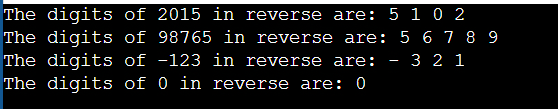 The digits of 2015 in reverse are: 5 1 0 2
The digits of 98765 in reverse are: 5 6 7 8 9
The digits of -123 in reverse are: - 3 2 1
The digits of 0 in reverse are: 0